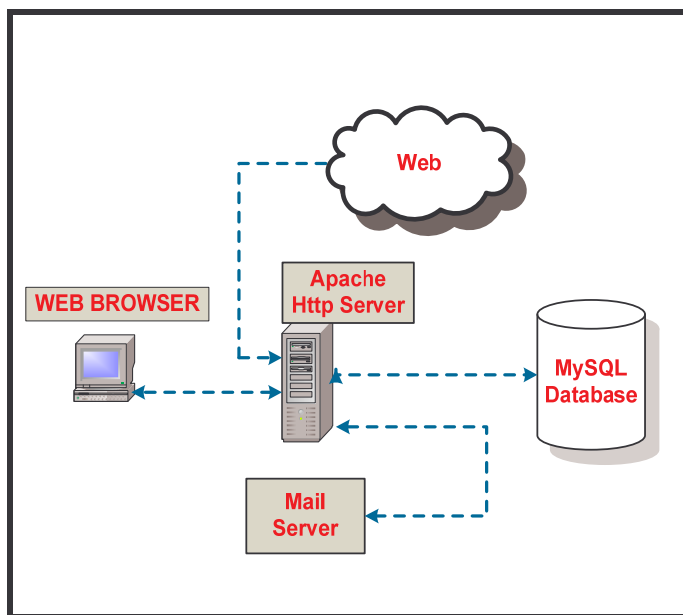 Web
Apache
Http Server
WEB BROWSER
MySQL
Database
Mail
Server